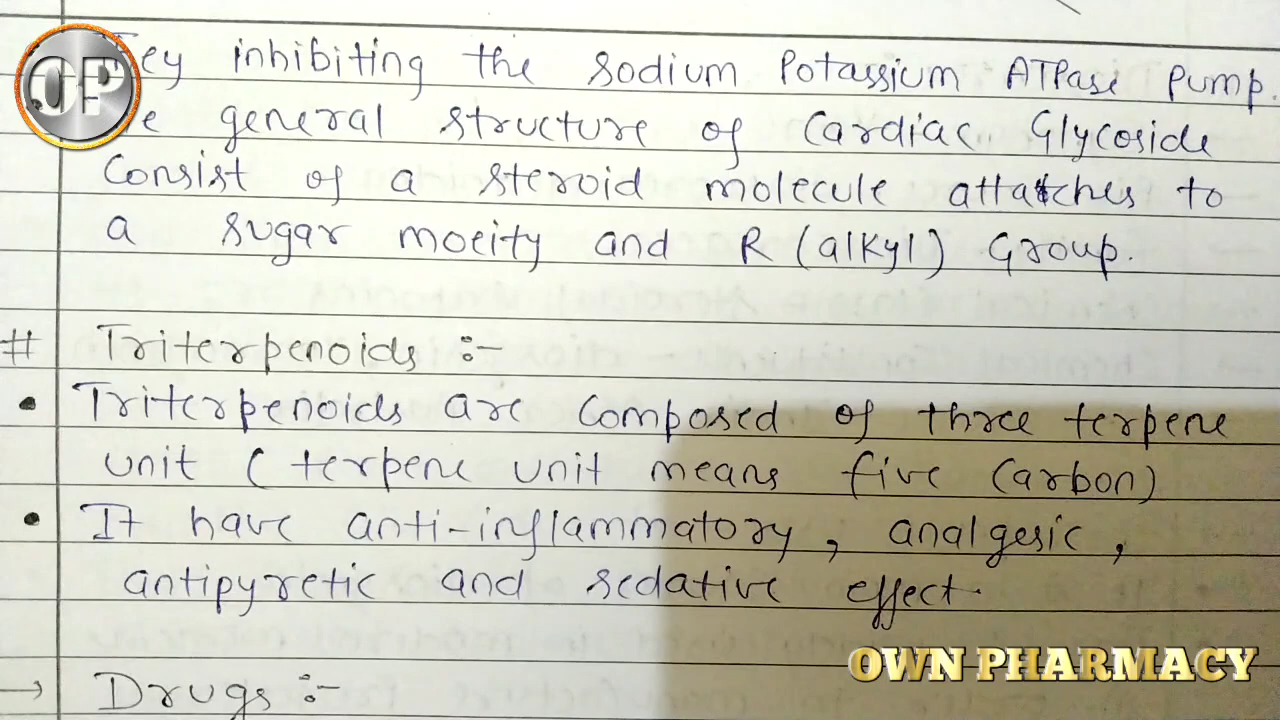 OP
inhibiting the sodium Potassium ATPase Pump.
general structure of Cardiac Glycoside
Consist of a steroid molecule attatches to
a sugar moeity and R (alkyl) Group.
# Triterpenoids :-
• Triterpenoids are composed of three terpene
unit ( terpene unit means five carbon)
• It have anti-inflammatory, analgesic,
antipyretic and sedative effect.
OWN PHARMACY
→ Drugs :-